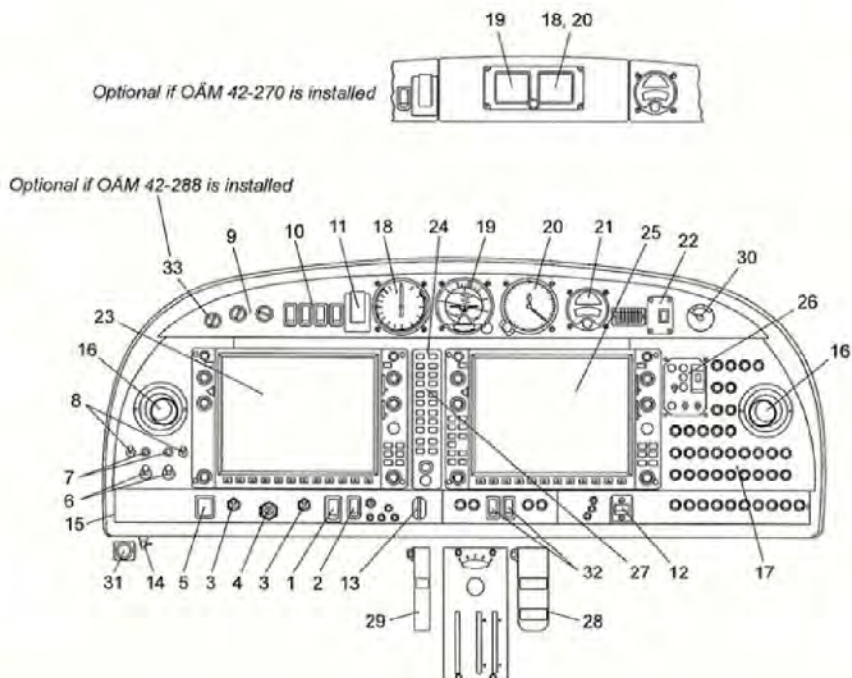 19 18, 20
Optional if OÄM 42-270 is installed
Optional if OÄM 42-288 is installed
33 9 10 11 18 24 19 20 21 25 22 30
23 26
16 16
8
7
6
15
31 14 5 3 4 3 1 2 13 32 27 12 17
29 28